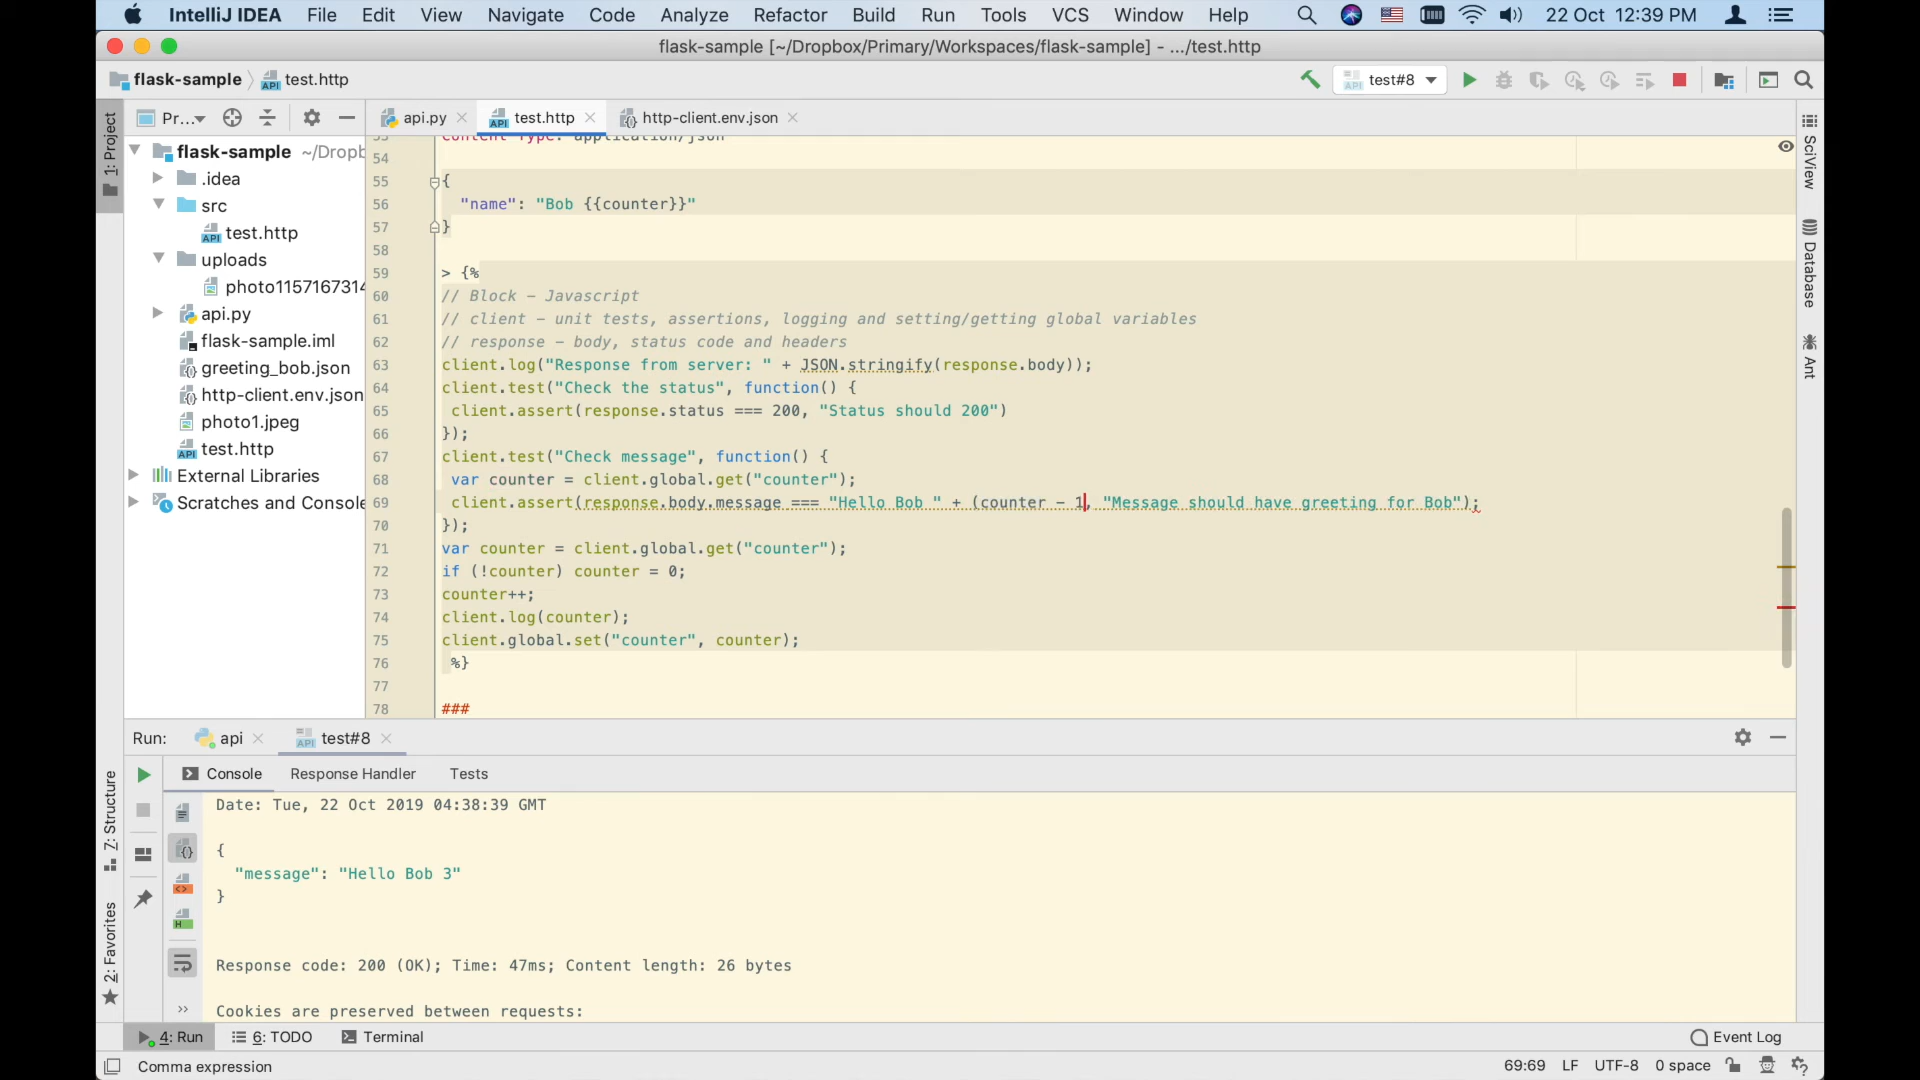 IntelliJ IDEA File Edit View Navigate Code Analyze Refactor Build Run Tools VCS Window Help 22 Oct 12:39 PM
flask-sample [~/Dropbox/Primary/Workspaces/flask-sample] - .../test.http
flask-sample test.http test#8
1: Project
Pr... api.py test.http http-client.env.json
flask-sample ~/Dropb
.idea
src
test.http
uploads
photo1157167314
api.py
flask-sample.iml
greeting_bob.json
http-client.env.json
photo1.jpeg
test.http
External Libraries
Scratches and Console
53 Content-Type: application/json
54
55 {
56 "name": "Bob {{counter}}"
57 }
58
59 > {%
60 // Block - Javascript
61 // client - unit tests, assertions, logging and setting/getting global variables
62 // response - body, status code and headers
63 client.log("Response from server: " + JSON.stringify(response.body));
64 client.test("Check the status", function() {
65 client.assert(response.status === 200, "Status should 200")
66 });
67 client.test("Check message", function() {
68 var counter = client.global.get("counter");
69 client.assert(response.body.message === "Hello Bob " + (counter - 1, "Message should have greeting for Bob");
70 });
71 var counter = client.global.get("counter");
72 if (!counter) counter = 0;
73 counter++;
74 client.log(counter);
75 client.global.set("counter", counter);
76 %}
77
78 ###
SciView
Database
Ant
Run: api test#8
Console Response Handler Tests
Date: Tue, 22 Oct 2019 04:38:39 GMT
{
"message": "Hello Bob 3"
}
Response code: 200 (OK); Time: 47ms; Content length: 26 bytes
Cookies are preserved between requests:
Z: Structure
2: Favorites
4: Run 6: TODO Terminal Event Log
Comma expression 69:69 LF UTF-8 0 space